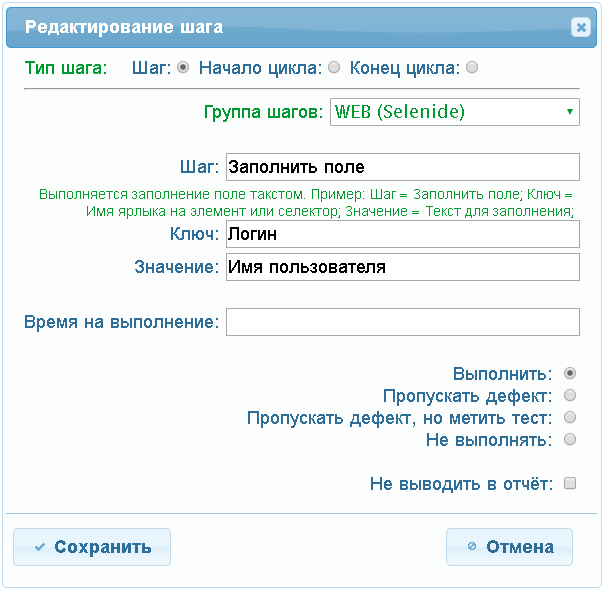 Редактирование шага
Тип шага: Шаг: Начало цикла: Конец цикла:
Группа шагов: WEB (Selenide)
Шаг: Заполнить поле
Выполняется заполнение поле такстом. Пример: Шаг = Заполнить поле; Ключ =
Имя ярлыка на элемент или селектор; Значение = Текст для заполнения;
Ключ: Логин
Значение: Имя пользователя
Время на выполнение:
Выполнить:
Пропускать дефект:
Пропускать дефект, но метить тест:
Не выполнять:
Не выводить в отчёт:
Сохранить Отмена